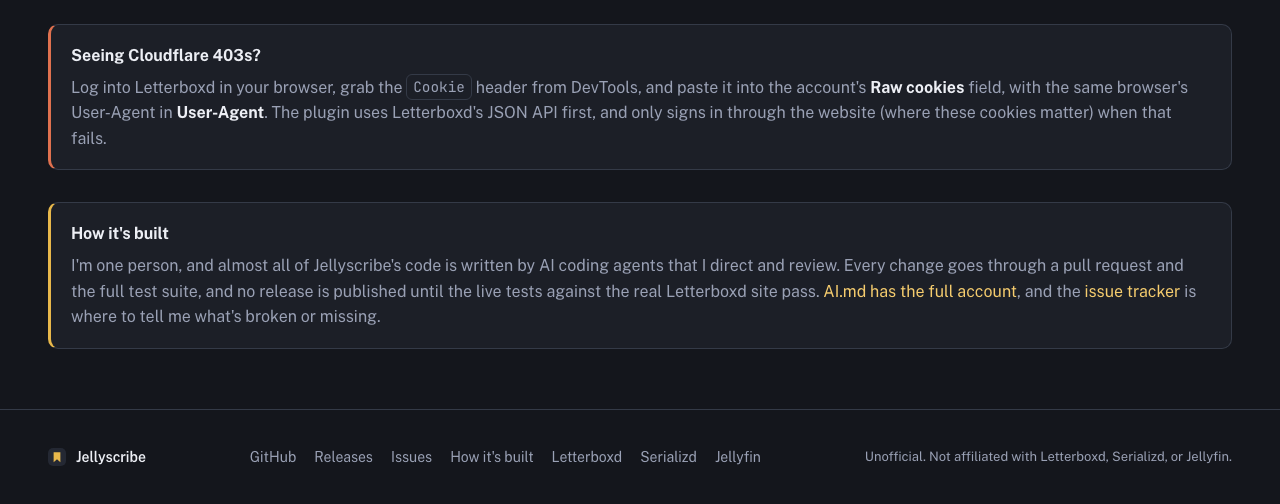 Seeing Cloudflare 403s?
Log into Letterboxd in your browser, grab the Cookie header from DevTools, and paste it into the account's Raw cookies field, with the same browser's
User-Agent in User-Agent. The plugin uses Letterboxd's JSON API first, and only signs in through the website (where these cookies matter) when that
fails.
How it's built
I'm one person, and almost all of Jellyscribe's code is written by AI coding agents that I direct and review. Every change goes through a pull request and
the full test suite, and no release is published until the live tests against the real Letterboxd site pass. AI.md has the full account, and the issue tracker is
where to tell me what's broken or missing.
Jellyscribe GitHub Releases Issues How it's built Letterboxd Serializd Jellyfin Unofficial. Not affiliated with Letterboxd, Serializd, or Jellyfin.